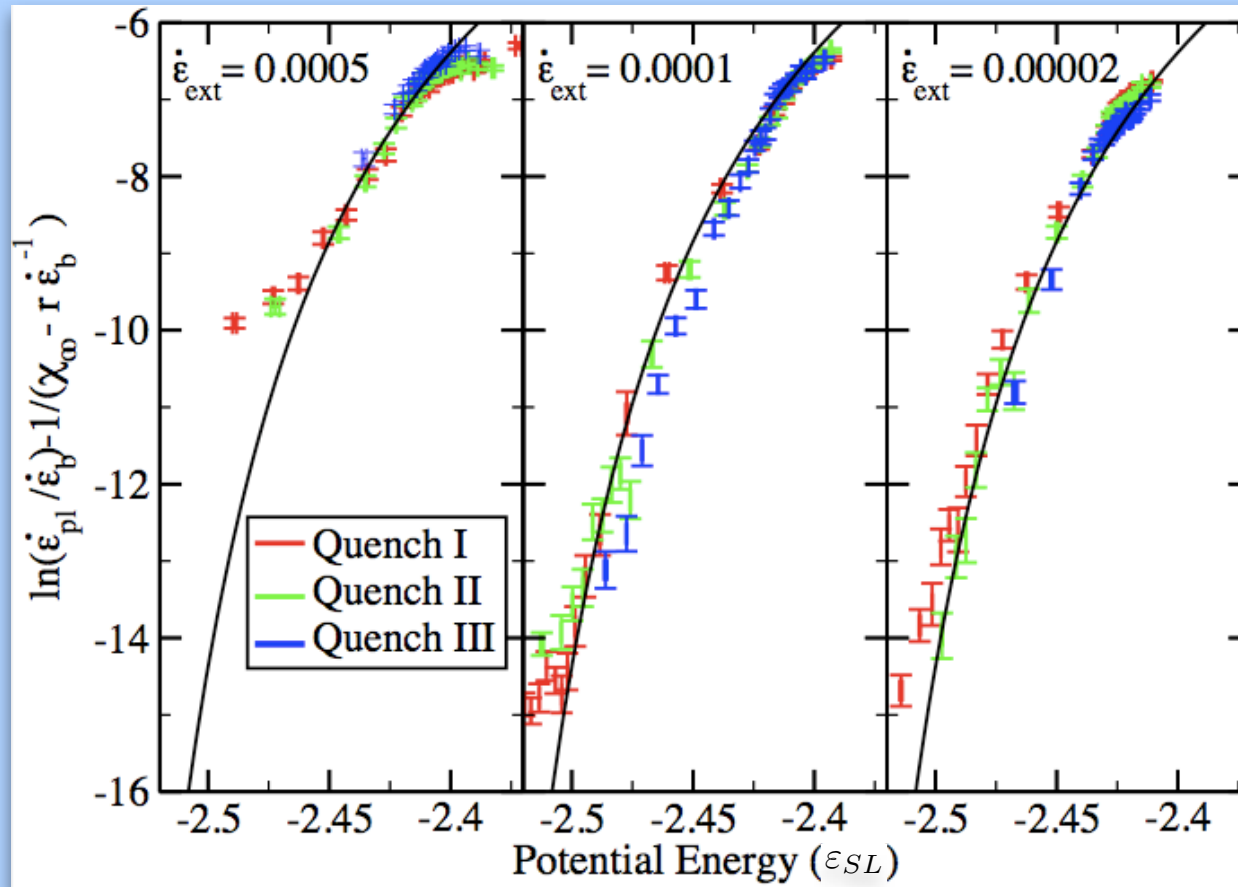 ε̇ext = 0.0005
ε̇ext = 0.0001
ε̇ext = 0.00002
ln(ε̇pl/ε̇b)-1/(χ∞ - r ε̇b-1)
-6
-8
-10
-12
-14
-16
Quench I
Quench II
Quench III
-2.5 -2.45 -2.4 -2.5 -2.45 -2.4 -2.5 -2.45 -2.4
Potential Energy (εSL)